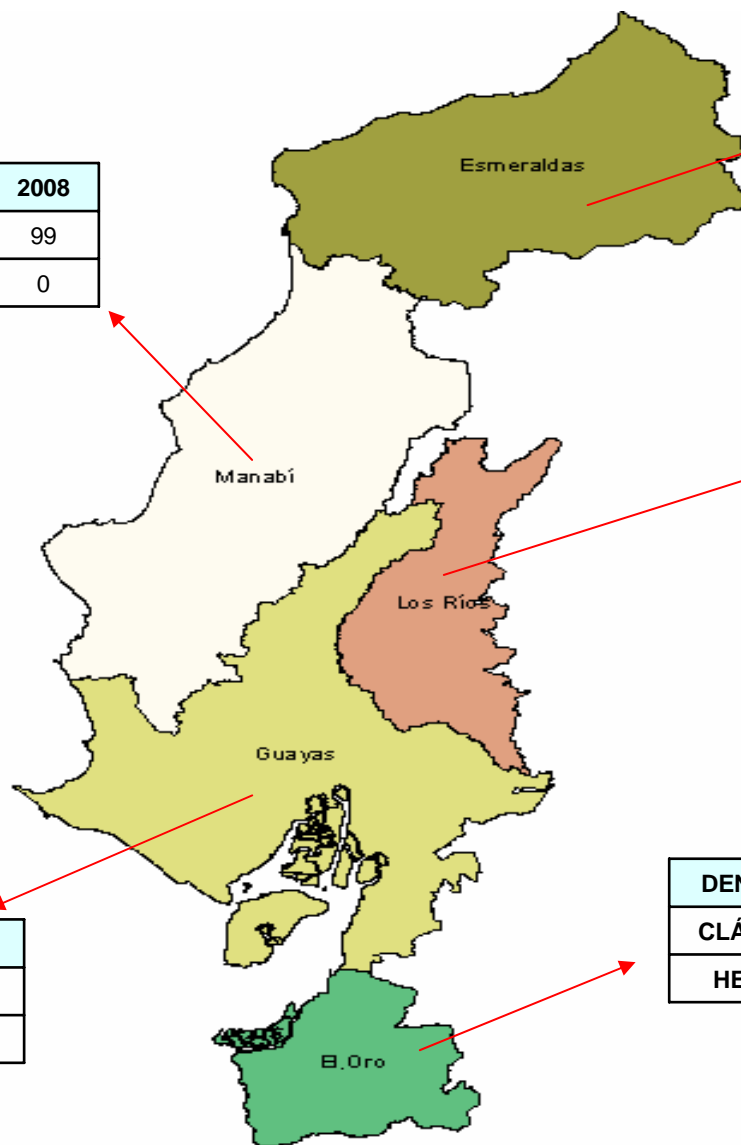 Esmeraldas
2008
99
0
Manabí
Los Ríos
Guayas
DEN
CLÁ
HE
El.Oro